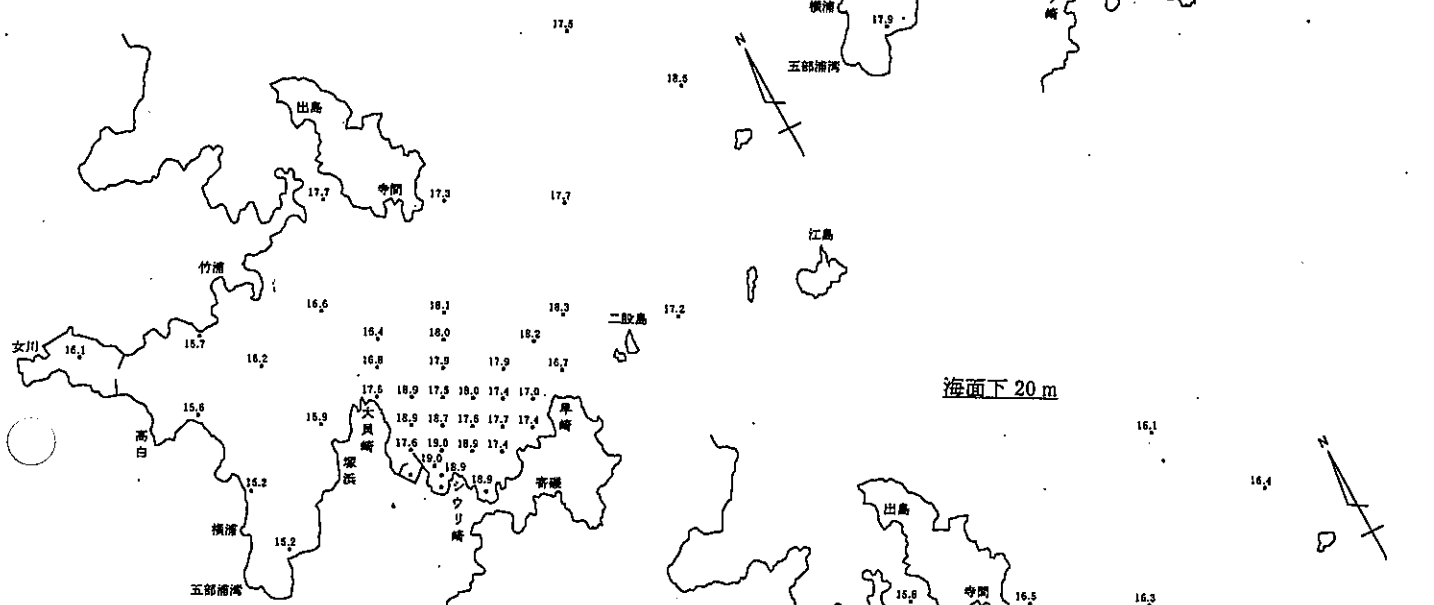 横浦
崎
17.5
17.9
N
五部浦湾
18.5
出島
寺間
17.7
17.3
17.7
江島
竹浦
16.6
18.1
18.3
17.2
二股島
16.4
18.0
18.2
女川
16.1
15.7
16.2
16.8
17.9
17.9
16.7
海面下 20 m
17.5
18.9
17.5
18.0
17.4
17.0
早崎
大貝崎
15.6
15.9
18.9
18.7
17.5
17.7
17.4
16.1
高白
N
17.6
19.0
18.9
17.4
塚浜
19.0
18.9
18.9
寄磯
シウリ崎
15.2
16.4
出島
横浦
15.2
五部浦湾
15.8
寺間
16.5
16.3